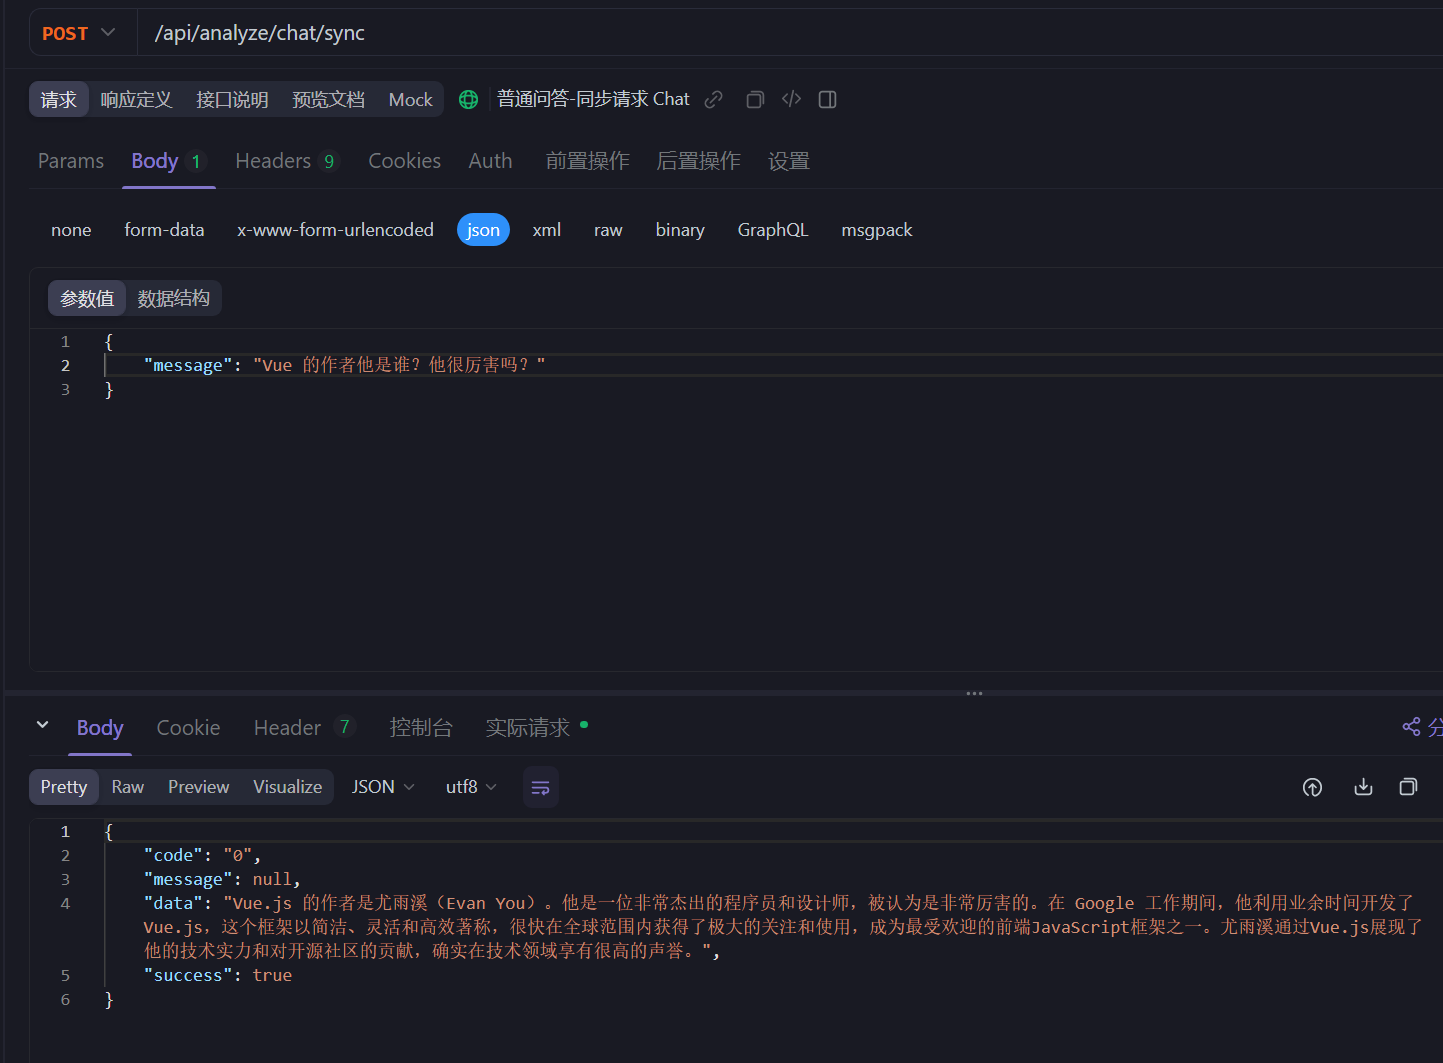 POST /api/analyze/chat/sync
请求 响应定义 接口说明 预览文档 Mock 普通问答-同步请求 Chat
Params Body 1 Headers 9 Cookies Auth 前置操作 后置操作 设置
none form-data x-www-form-urlencoded json xml raw binary GraphQL msgpack
参数值 数据结构
1 {
2 "message": "Vue 的作者他是谁？他很厉害吗？"
3 }
Body Cookie Header 7 控制台 实际请求 分
Pretty Raw Preview Visualize JSON utf8
1 {
2 "code": "0",
3 "message": null,
4 "data": "Vue.js 的作者是尤雨溪（Evan You）。他是一位非常杰出的程序员和设计师，被认为是非常厉害的。在 Google 工作期间，他利用业余时间开发了
Vue.js，这个框架以简洁、灵活和高效著称，很快在全球范围内获得了极大的关注和使用，成为最受欢迎的前端JavaScript框架之一。尤雨溪通过Vue.js展现了
他的技术实力和对开源社区的贡献，确实在技术领域享有很高的声誉。",
5 "success": true
6 }